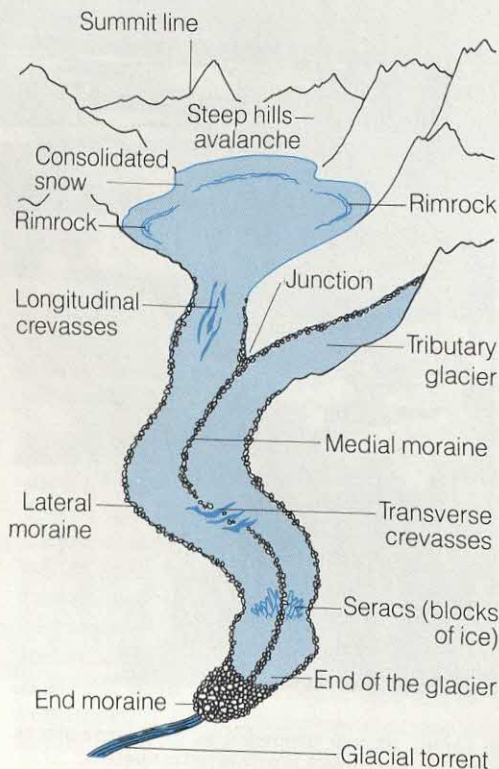 Summit line
Steep hills
avalanche
Consolidated
snow
Rimrock
Rimrock
Longitudinal
crevasses
Junction
Tributary
glacier
Medial moraine
Lateral
moraine
Transverse
crevasses
Seracs (blocks
of ice)
End of the glacier
End moraine
Glacial torrent